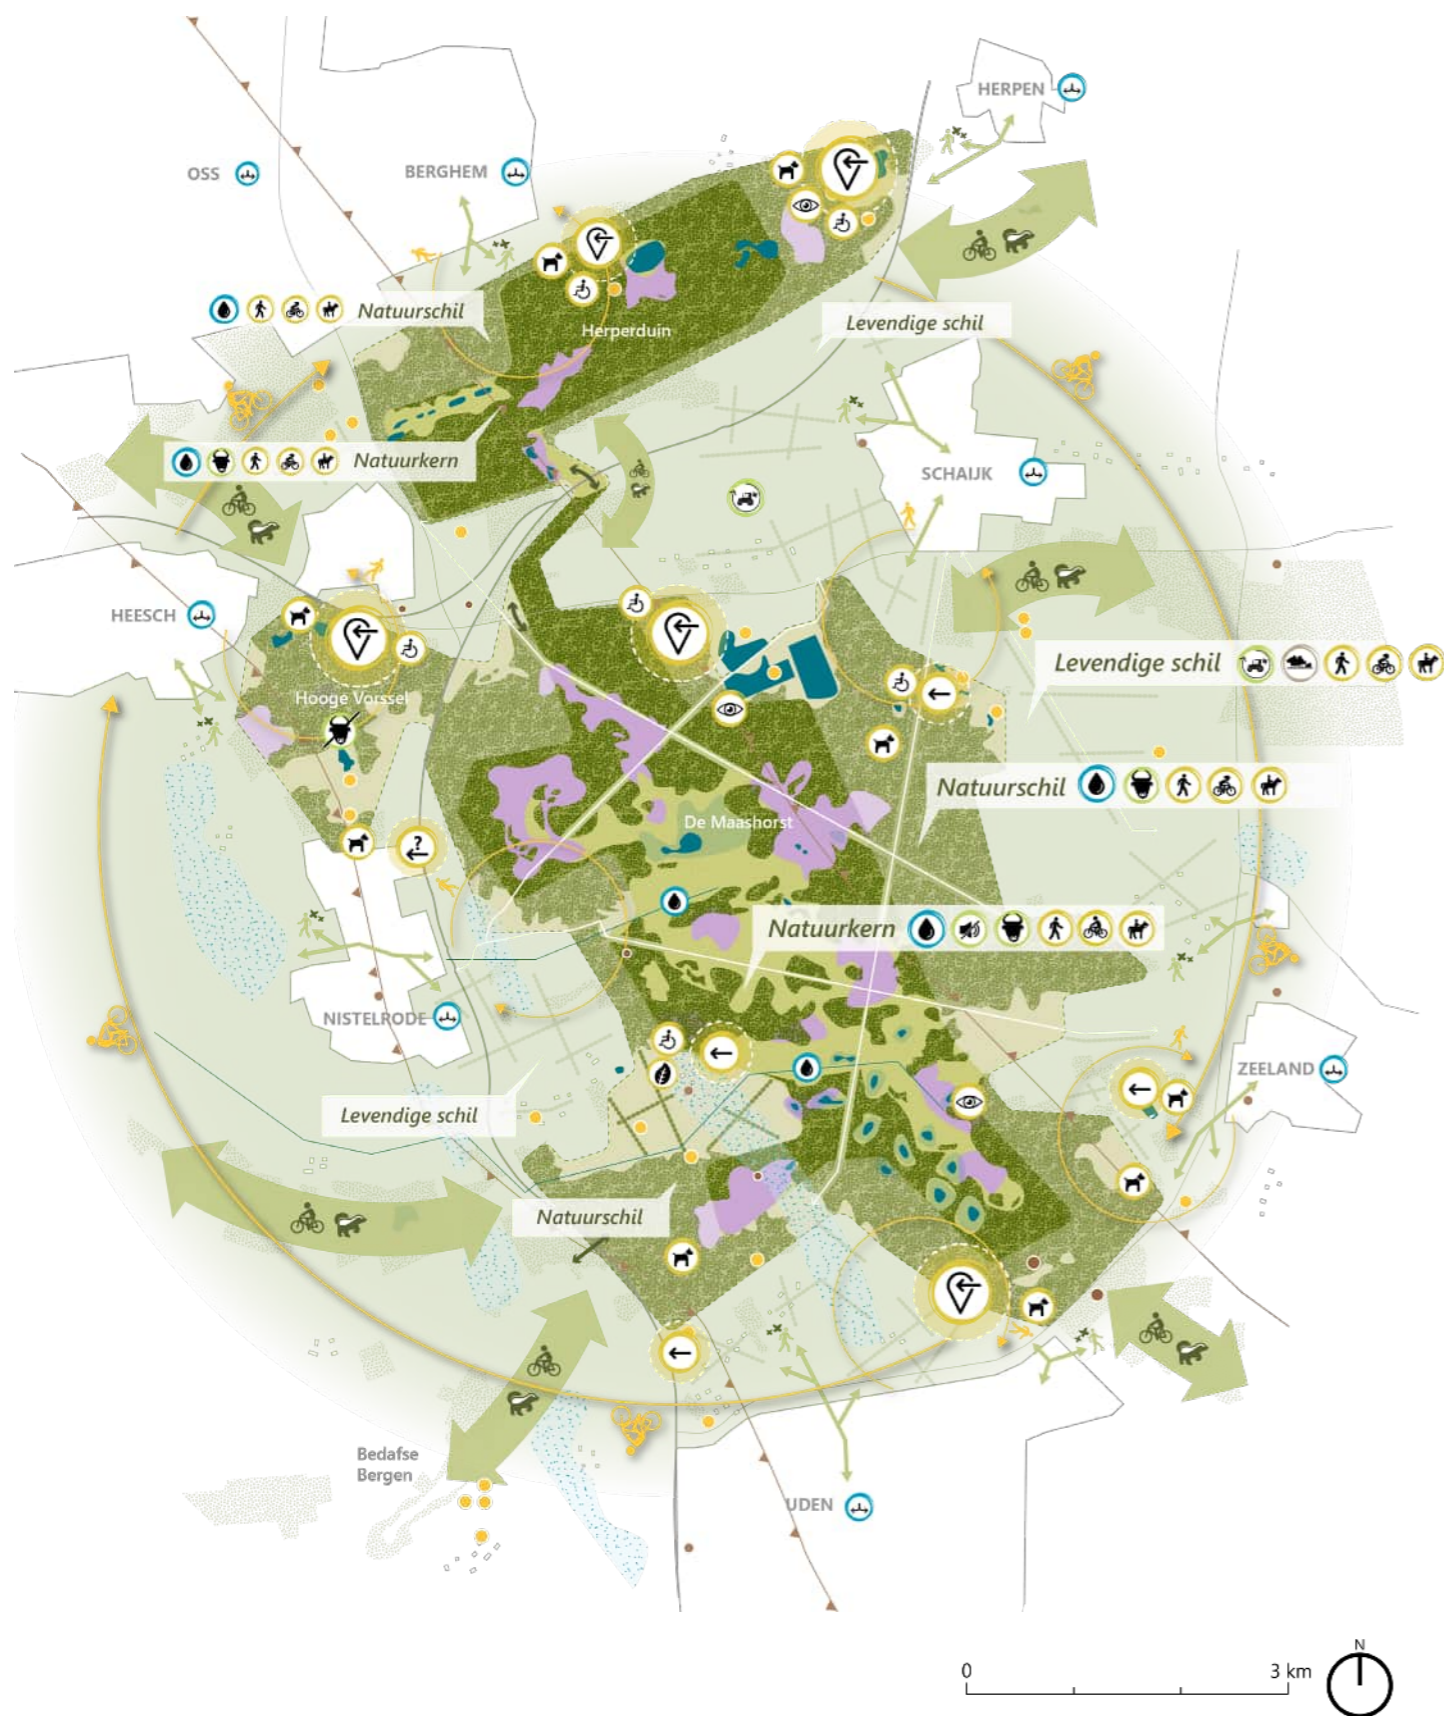 HERPEN
OSS
BERGHEM
Natuurschil
Levendige schil
Herperduin
Natuurkern
SCHAIJK
HEESCH
Levendige schil
Hooge Vorssel
Natuurschil
De Maashorst
?
Natuurkern
NISTELRODE
ZEELAND
Levendige schil
Natuurschil
Bedafse
Bergen
UDEN
N
0 3 km